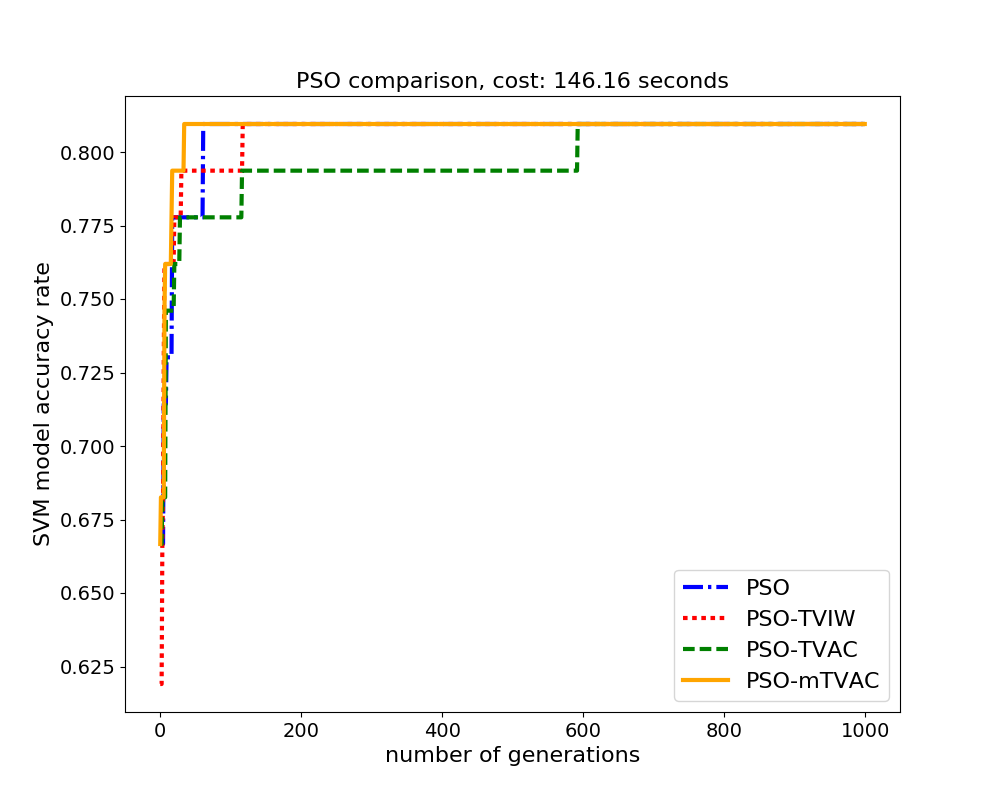 PSO comparison, cost: 146.16 seconds
SVM model accuracy rate
0.800
0.775
0.750
0.725
0.700
0.675
0.650
0.625
0 200 400 600 800 1000
number of generations
PSO
PSO-TVIW
PSO-TVAC
PSO-mTVAC